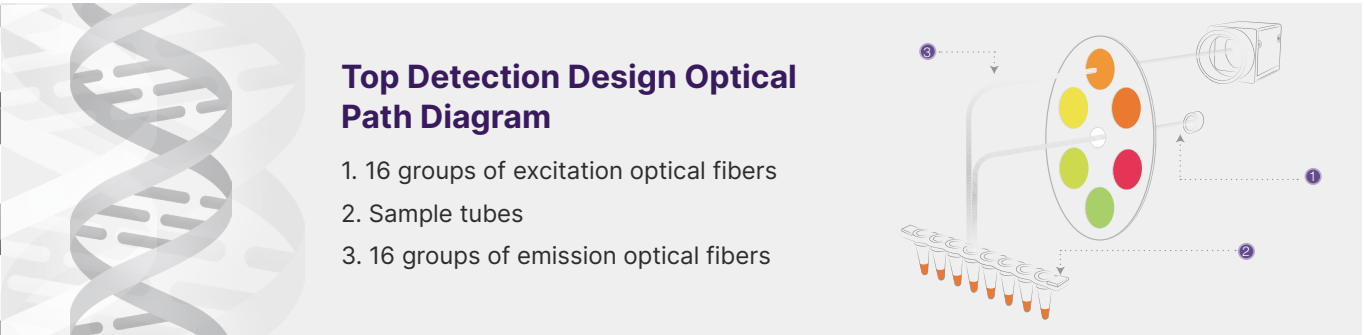 Top Detection Design Optical
Path Diagram
1. 16 groups of excitation optical fibers
2. Sample tubes
3. 16 groups of emission optical fibers
3
1
2